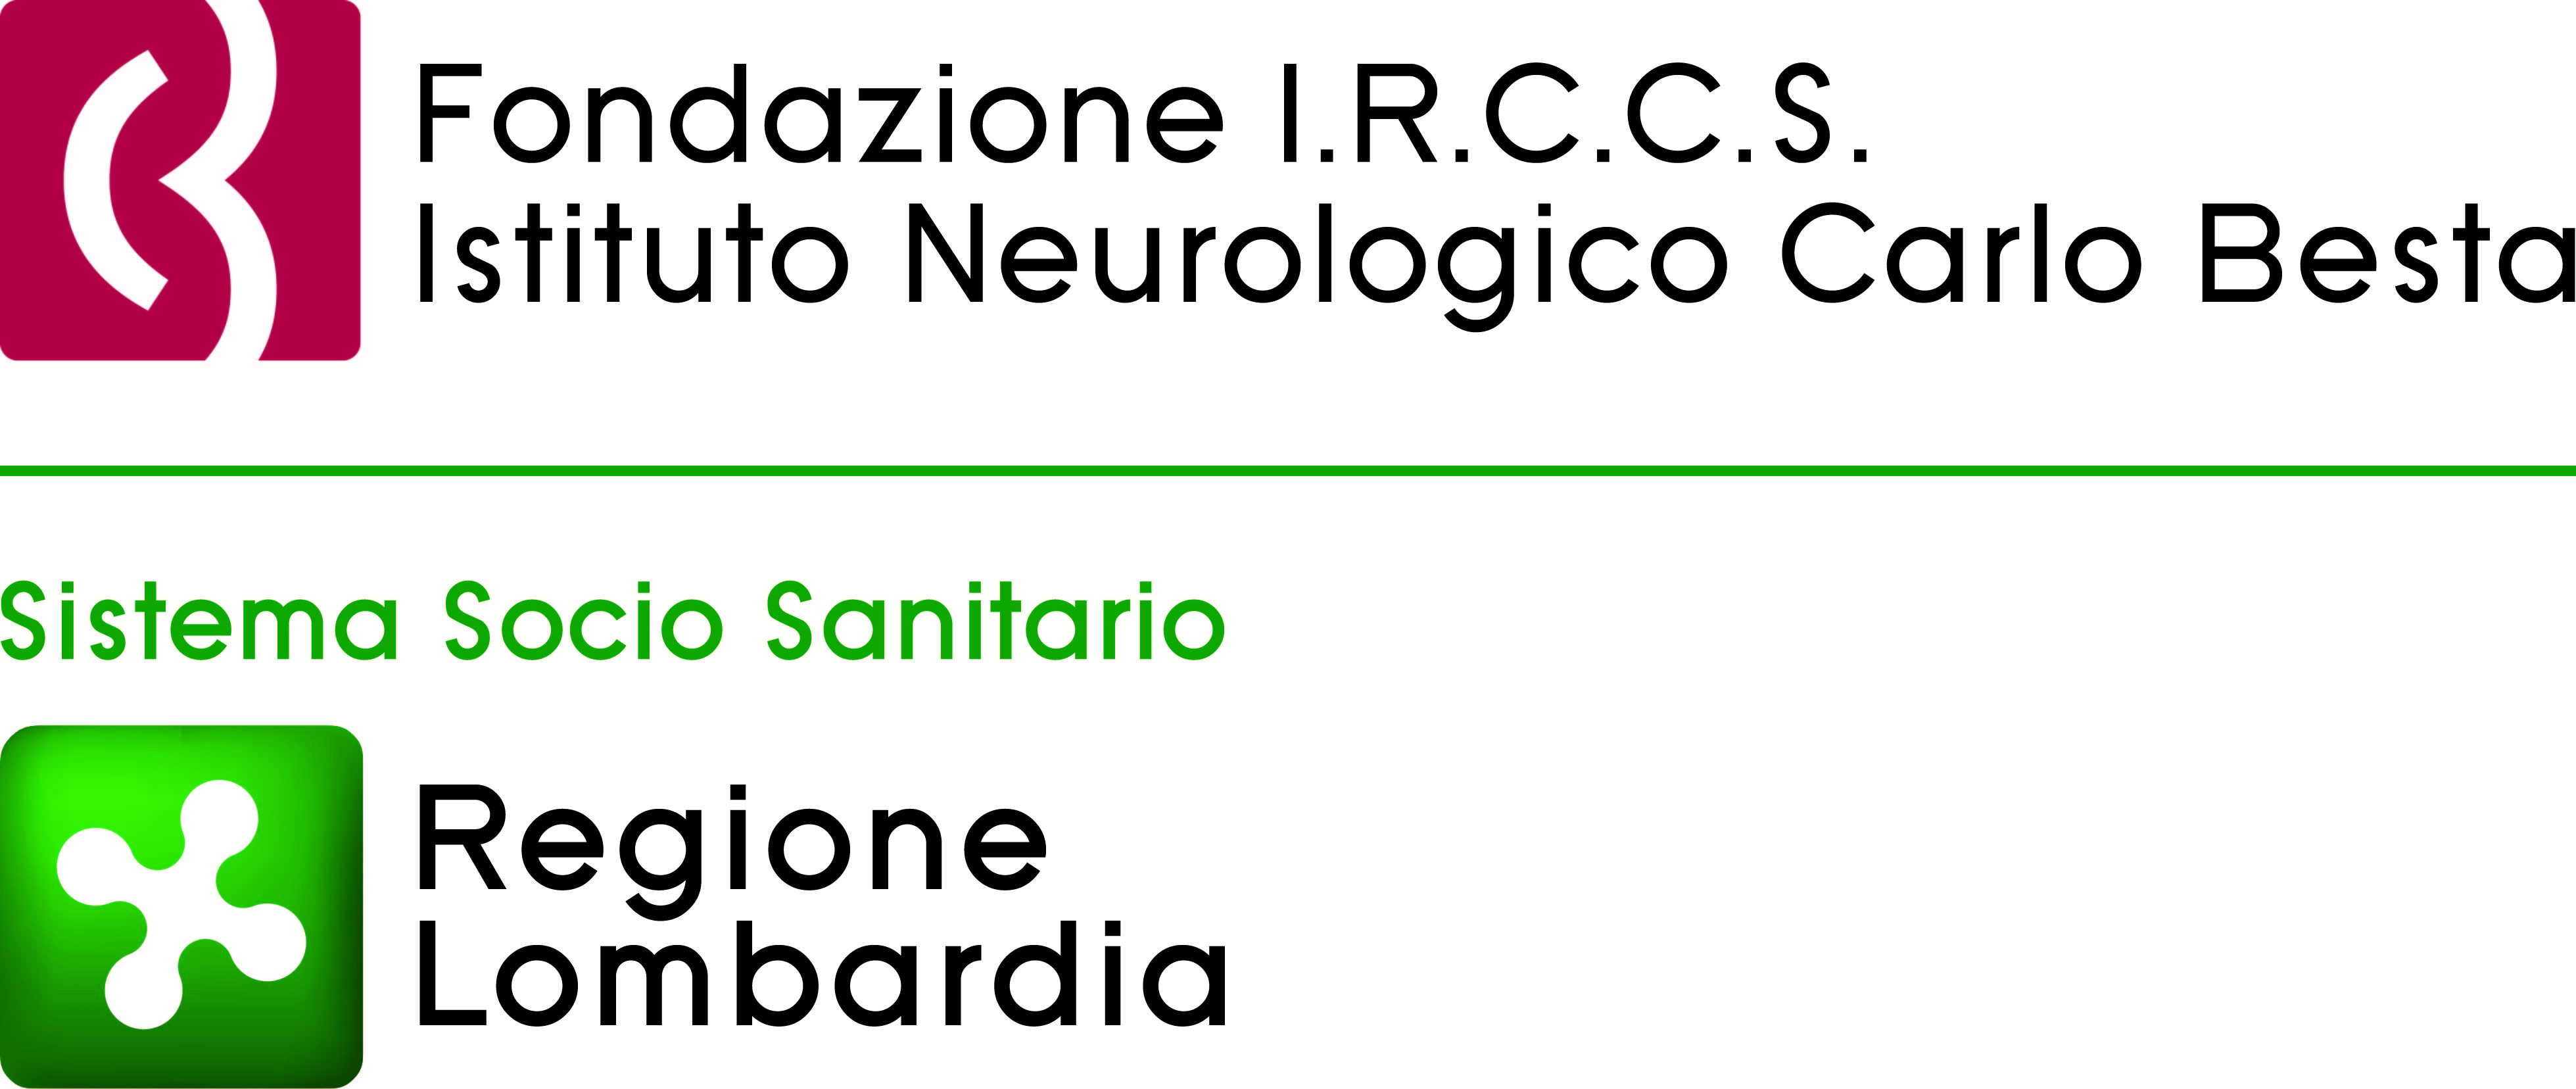 Fondazione I.R.C.C.S.
Istituto Neurologico Carlo Besta
Sistema Socio Sanitario
Regione
Lombardia